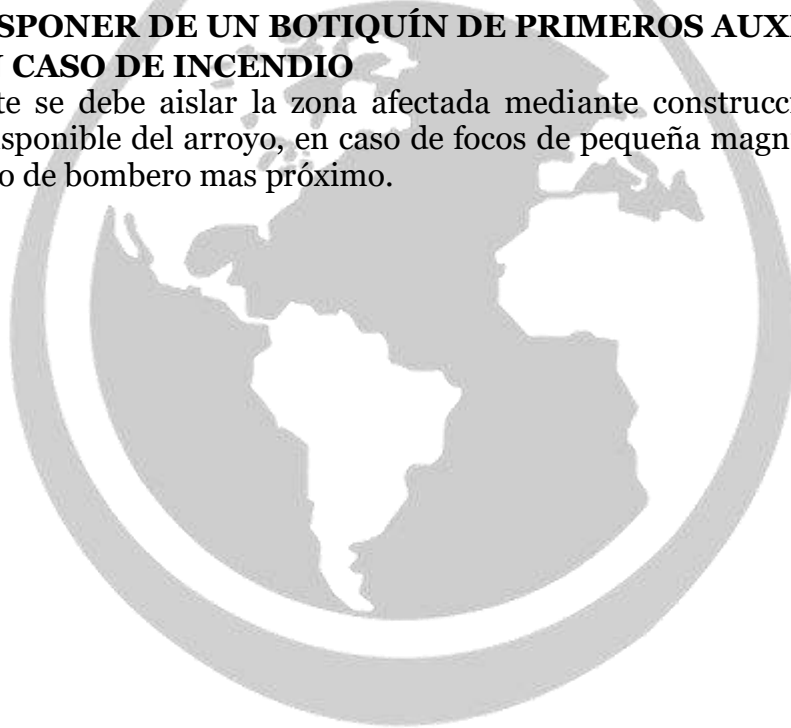 SPONER DE UN BOTIQUÍN DE PRIMEROS AUX
CASO DE INCENDIO
te se debe aislar la zona afectada mediante construcci
isponible del arroyo, en caso de focos de pequeña magn
o de bombero mas próximo.